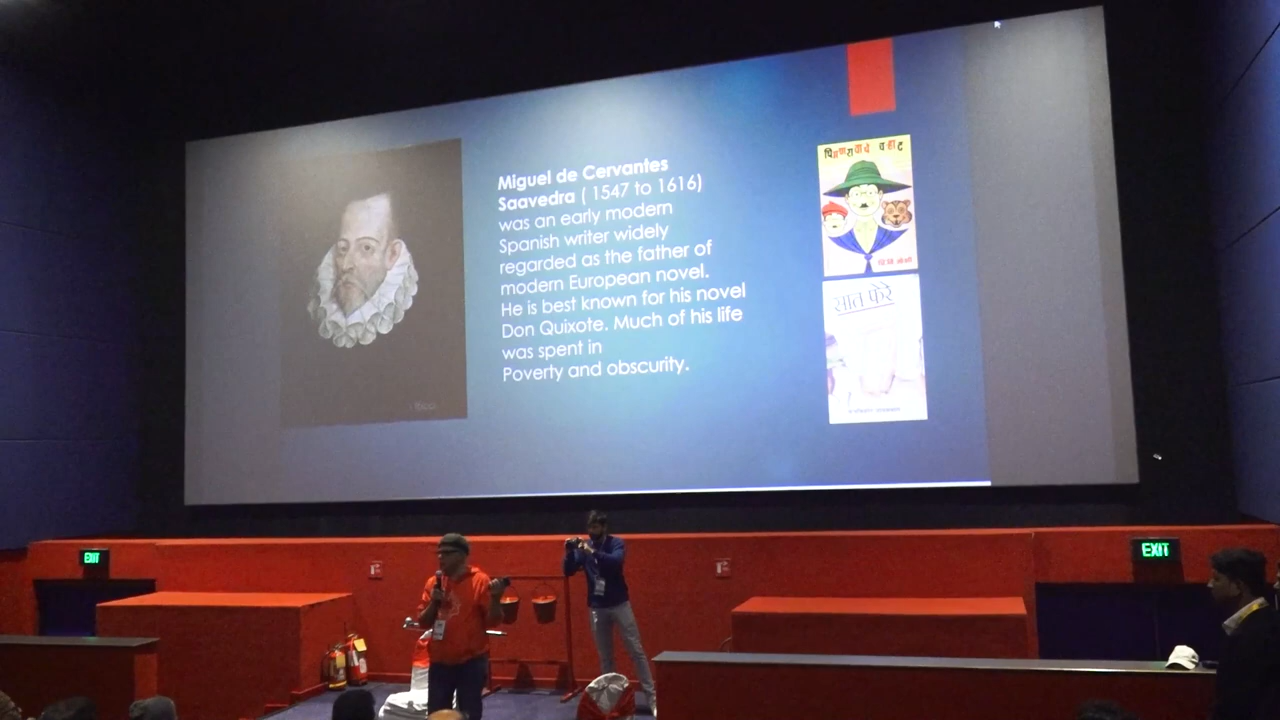 Miguel de Cervantes
Saavedra ( 1547 to 1616)
was an early modern
Spanish writer widely
regarded as the father of
modern European novel.
He is best known for his novel
Don Quixote. Much of his life
was spent in
Poverty and obscurity.
सात फेरे
EXIT
EXIT